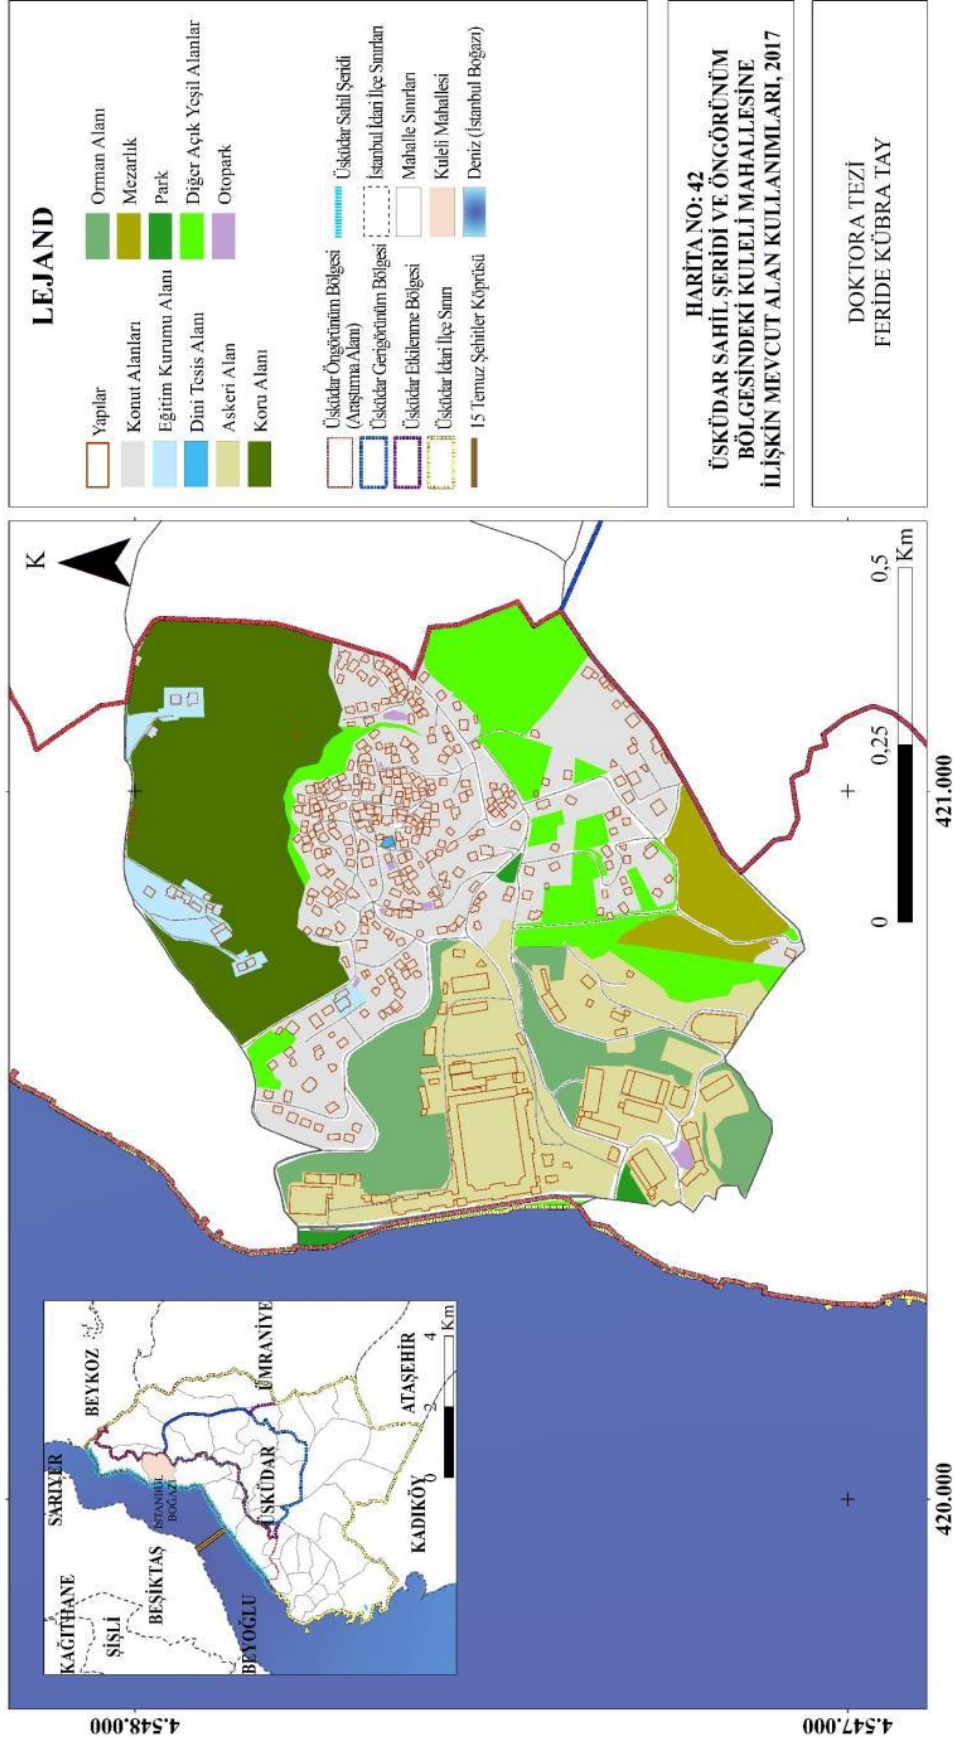 LEJAND
Yapılar
Konut Alanları
Eğitim Kurumu Alanı
Dini Tesis Alanı
Askeri Alan
Koru Alanı
Orman Alanı
Mezarlık
Park
Diğer Açık Yeşil Alanlar
Otopark
Üsküdar Öngörünüm Bölgesi
(Araştırma Alanı)
Üsküdar Gerigörünüm Bölgesi
Üsküdar Etkilenme Bölgesi
Üsküdar İdari İlçe Sınırı
15 Temuz Şehitler Köprüsü
Üsküdar Sahil Şeridi
İstanbul İdari İlçe Sınırları
Mahalle Sınırları
Kuleli Mahallesi
Deniz (İstanbul Boğazı)
HARİTA NO: 42
ÜSKÜDAR SAHİL ŞERİDİ VE ÖNGÖRÜNÜM
BÖLGESİNDEKİ KULELİ MAHALLESİNE
İLİŞKİN MEVCUT ALAN KULLANIMLARI, 2017
DOKTORA TEZİ
FERİDE KÜBRA TAY
K
0 0,25 0,5
Km
4.548.000
4.547.000
420.000
421.000
KAĞITHANE
SARIYER
BEYKOZ
ŞİŞLİ
BEŞİKTAŞ
İSTANBUL
BOĞAZI
BEYOĞLU
ÜSKÜDAR
ÜMRANİYE
KADIKÖY
ATAŞEHİR
0 2 4
Km